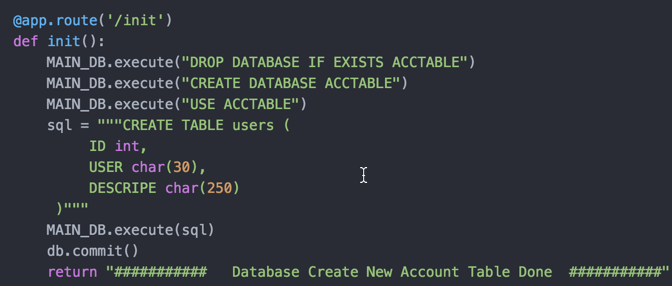 @app.route('/init')
def init():
    MAIN_DB.execute("DROP DATABASE IF EXISTS ACCTABLE")
    MAIN_DB.execute("CREATE DATABASE ACCTABLE")
    MAIN_DB.execute("USE ACCTABLE")
    sql = """CREATE TABLE users (
         ID int,
         USER char(30),
         DESCRIPE char(250)
     )"""
    MAIN_DB.execute(sql)
    db.commit()
    return "###########   Database Create New Account Table Done  ###########"